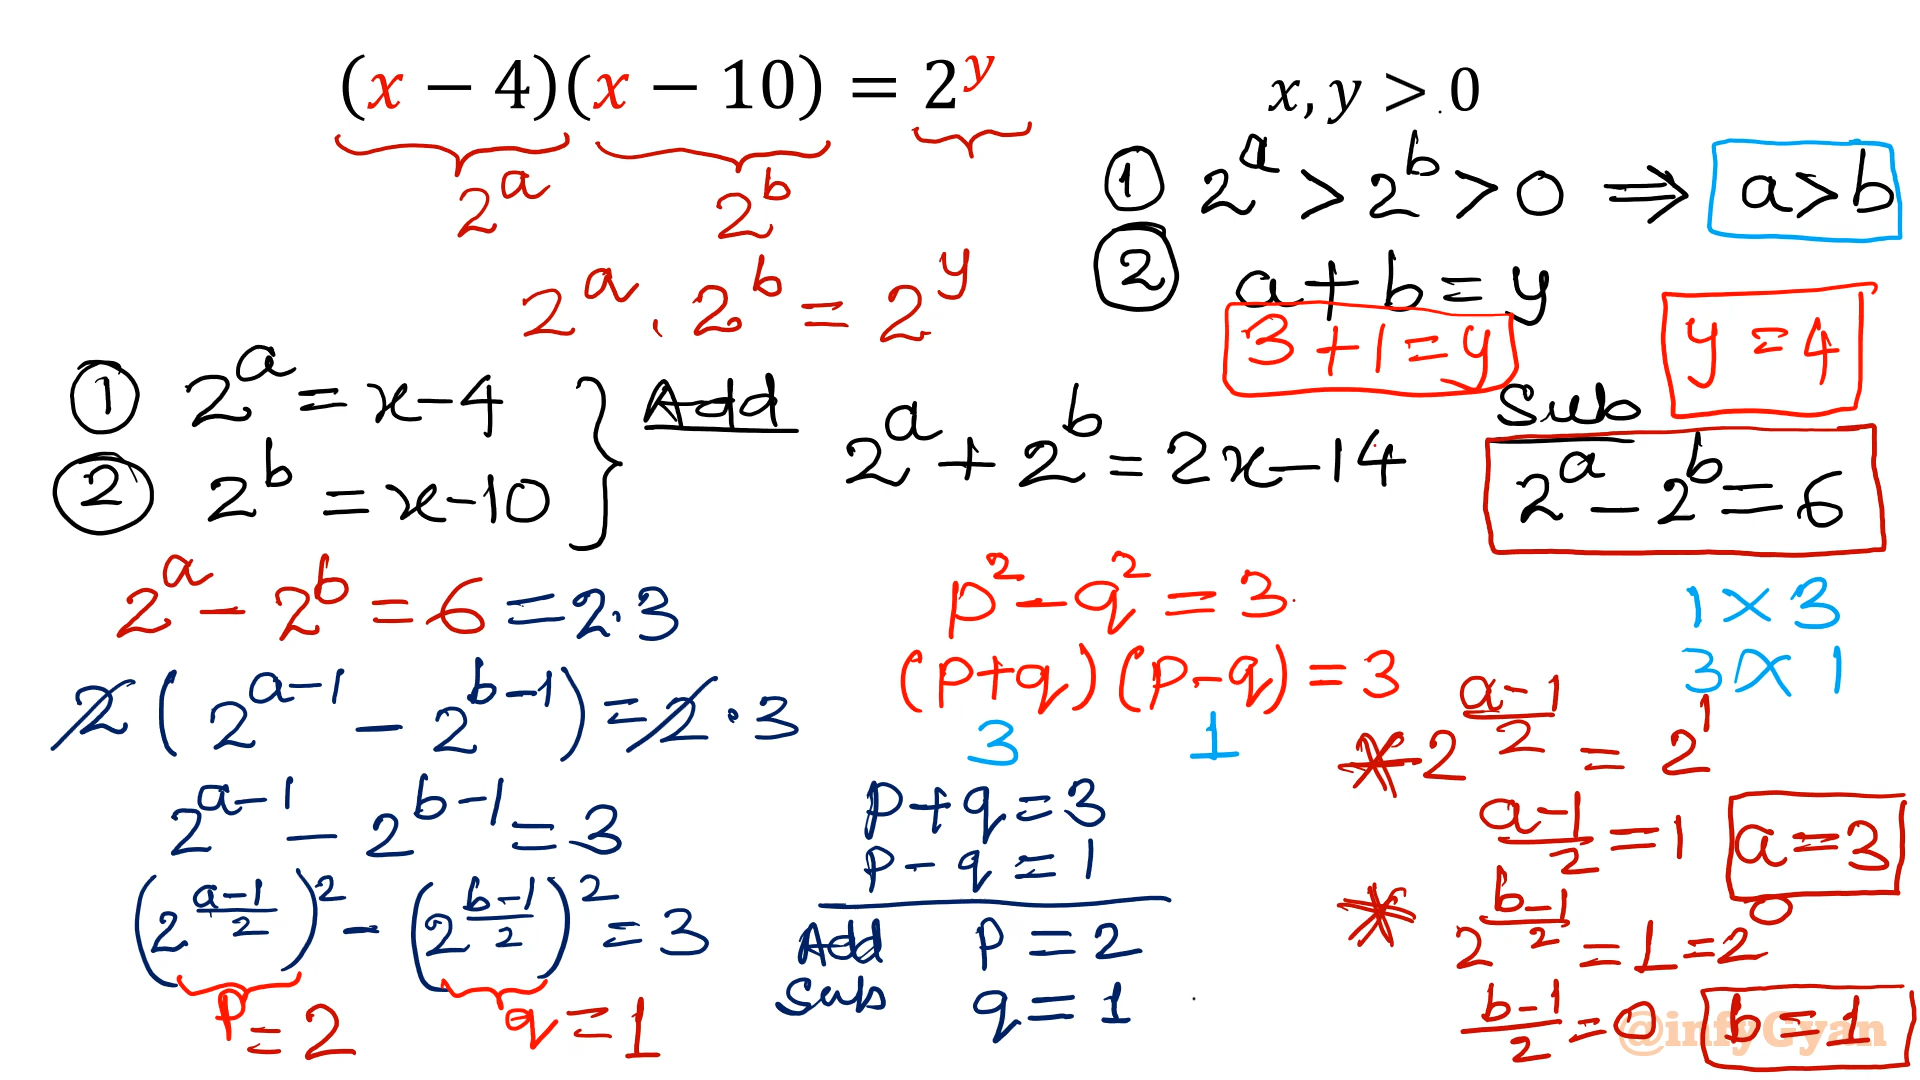 (x − 4)(x − 10) = 2^y
x, y > 0
2^a 2^b
2^a . 2^b = 2^y
① 2^a > 2^b > 0 ⟹ a > b
② a + b = y
3 + 1 = y
y = 4
① 2^a = x − 4
② 2^b = x − 10
Add
2^a + 2^b = 2x − 14
Sub
2^a − 2^b = 6
2^a − 2^b = 6 = 2·3
2(2^(a−1) − 2^(b−1)) = 2·3
2^(a−1) − 2^(b−1) = 3
(2^((a−1)/2))^2 − (2^((b−1)/2))^2 = 3
p = 2 q = 1
p^2 − q^2 = 3
(p+q)(p−q) = 3
3 1
p + q = 3
p − q = 1
Add p = 2
Sub q = 1
1 × 3
3 × 1
* 2^((a−1)/2) = 2^1
(a−1)/2 = 1
a = 3
* 2^((b−1)/2) = 1 = 2^0
(b−1)/2 = 0
b = 1
@infyGyan